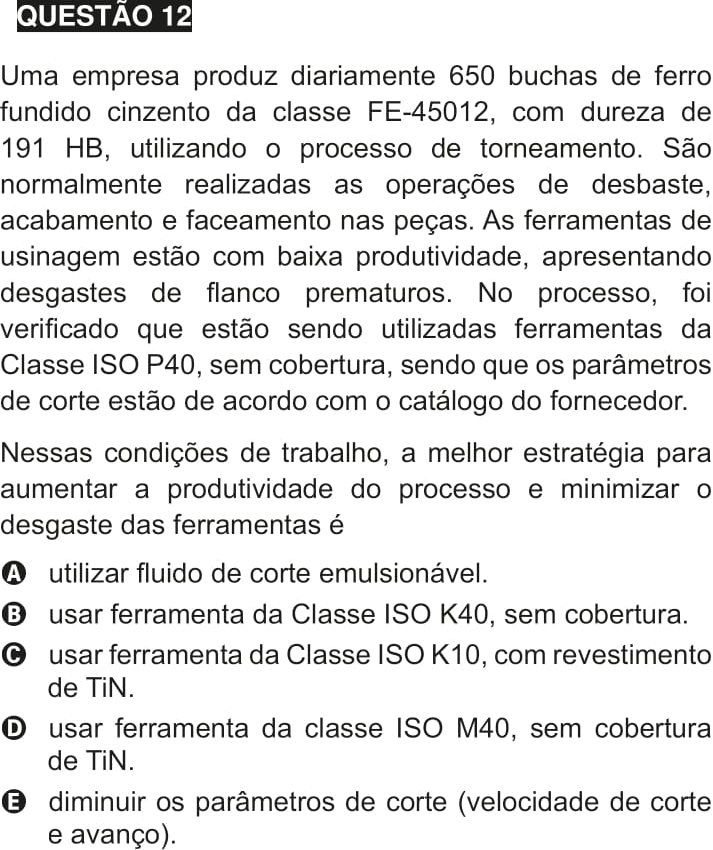 QUESTÃO 12
Uma empresa produz diariamente 650 buchas de ferro
fundido cinzento da classe FE-45012, com dureza de
191 HB, utilizando o processo de torneamento. São
normalmente realizadas as operações de desbaste,
acabamento e faceamento nas peças. As ferramentas de
usinagem estão com baixa produtividade, apresentando
desgastes de flanco prematuros. No processo, foi
verificado que estão sendo utilizadas ferramentas da
Classe ISO P40, sem cobertura, sendo que os parâmetros
de corte estão de acordo com o catálogo do fornecedor.
Nessas condições de trabalho, a melhor estratégia para
aumentar a produtividade do processo e minimizar o
desgaste das ferramentas é
A utilizar fluido de corte emulsionável.
B usar ferramenta da Classe ISO K40, sem cobertura.
C usar ferramenta da Classe ISO K10, com revestimento
de TiN.
D usar ferramenta da classe ISO M40, sem cobertura
de TiN.
E diminuir os parâmetros de corte (velocidade de corte
e avanço).